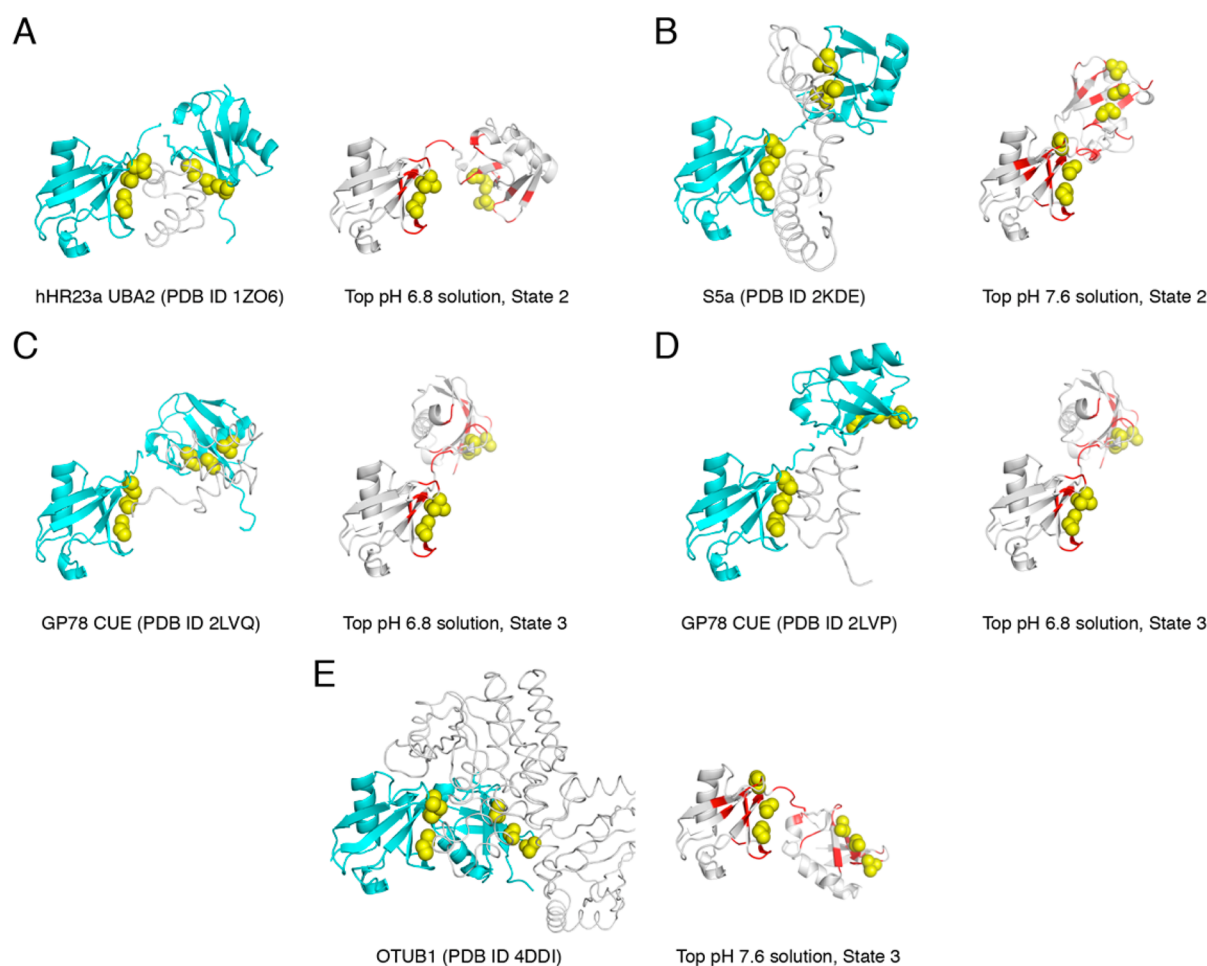 A
B
hHR23a UBA2 (PDB ID 1ZO6)
Top pH 6.8 solution, State 2
S5a (PDB ID 2KDE)
Top pH 7.6 solution, State 2
C
D
GP78 CUE (PDB ID 2LVQ)
Top pH 6.8 solution, State 3
GP78 CUE (PDB ID 2LVP)
Top pH 6.8 solution, State 3
E
OTUB1 (PDB ID 4DDI)
Top pH 7.6 solution, State 3